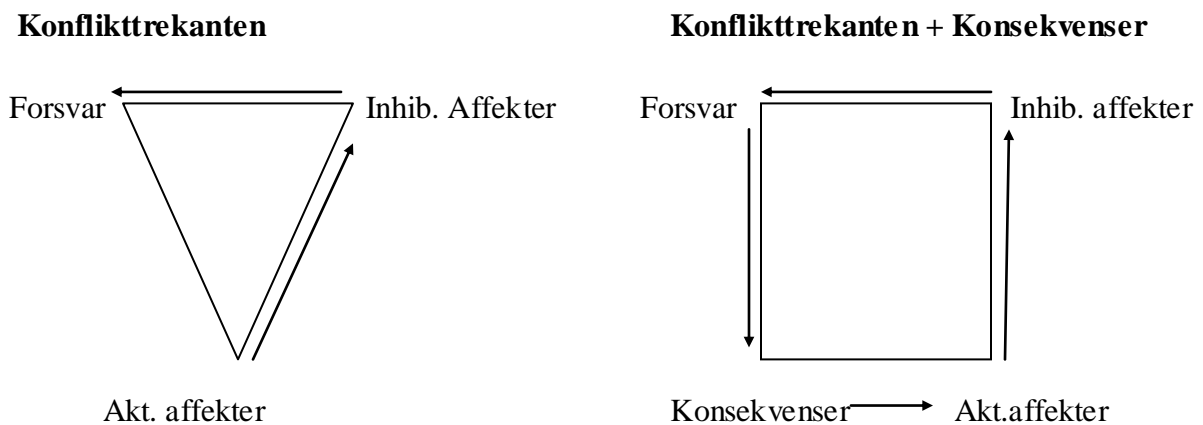 Konflikttrekanten
Konflikttrekanten + Konsekvenser
Forsvar
Inhib. Affekter
Forsvar
Inhib. affekter
Akt. affekter
Konsekvenser
Akt.affekter